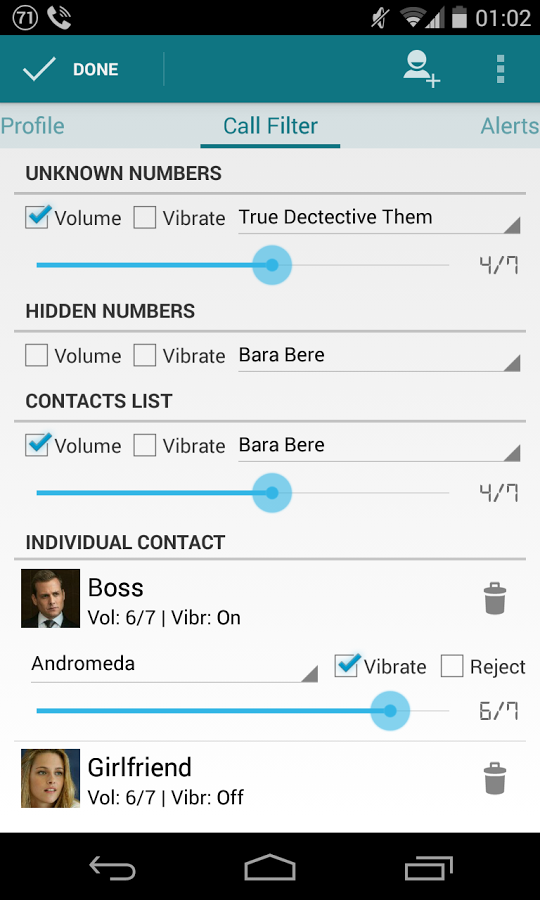 71 01:02
DONE
Profile Call Filter Alerts
UNKNOWN NUMBERS
Volume Vibrate True Dectective Them
4/7
HIDDEN NUMBERS
Volume Vibrate Bara Bere
CONTACTS LIST
Volume Vibrate Bara Bere
4/7
INDIVIDUAL CONTACT
Boss
Vol: 6/7 | Vibr: On
Andromeda Vibrate Reject
6/7
Girlfriend
Vol: 6/7 | Vibr: Off